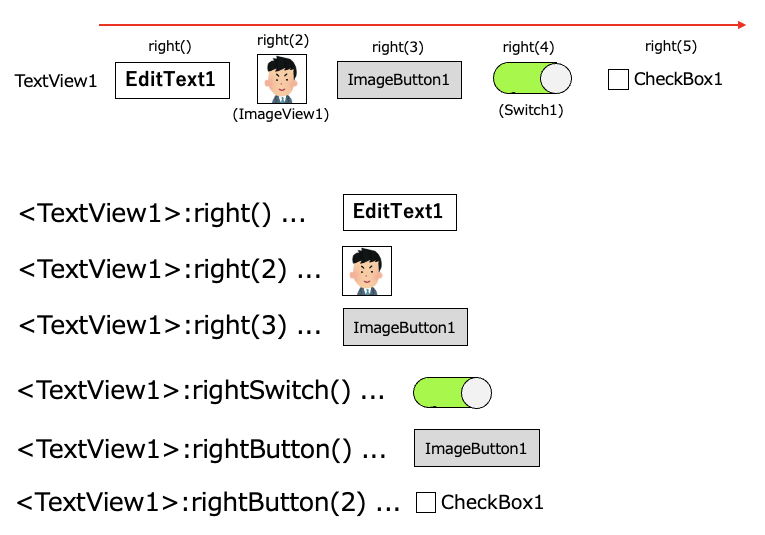 right() right(2) right(3) right(4) right(5)
TextView1 EditText1 ImageButton1 CheckBox1
(ImageView1) (Switch1)
<TextView1>:right() ... EditText1
<TextView1>:right(2) ...
<TextView1>:right(3) ... ImageButton1
<TextView1>:rightSwitch() ...
<TextView1>:rightButton() ... ImageButton1
<TextView1>:rightButton(2) ... CheckBox1